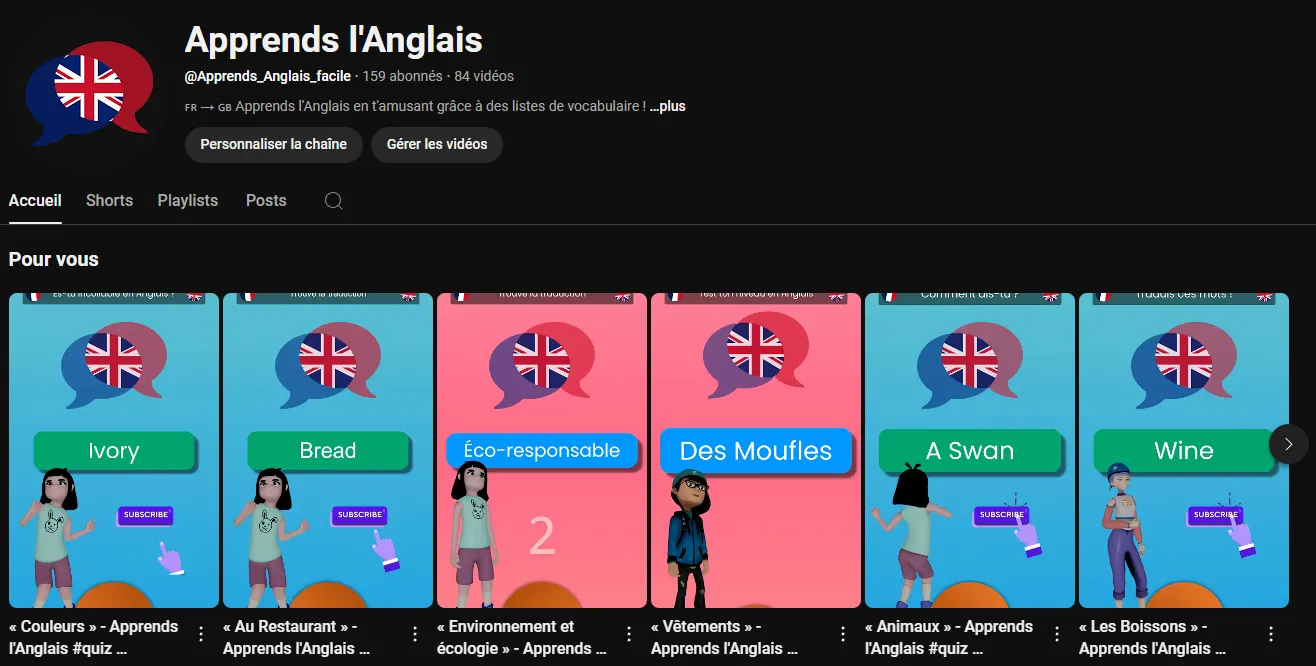 Apprends l'Anglais
@Apprends_Anglais_facile · 159 abonnés · 84 vidéos
FR → GB Apprends l'Anglais en t'amusant grâce à des listes de vocabulaire ! ...plus
Personnaliser la chaîne Gérer les vidéos
Accueil Shorts Playlists Posts
Pour vous
Es-tu incollable en Anglais ? Trouve la traduction Trouve la traduction Test ton niveau en Anglais Comment dis-tu ? Traduis ces mots !
Ivory Bread Éco-responsable Des Moufles A Swan Wine
SUBSCRIBE SUBSCRIBE SUBSCRIBE SUBSCRIBE
2
« Couleurs » - Apprends l'Anglais #quiz ...
« Au Restaurant » - Apprends l'Anglais ...
« Environnement et écologie » - Apprends ...
« Vêtements » - Apprends l'Anglais ...
« Animaux » - Apprends l'Anglais #quiz ...
« Les Boissons » - Apprends l'Anglais ...